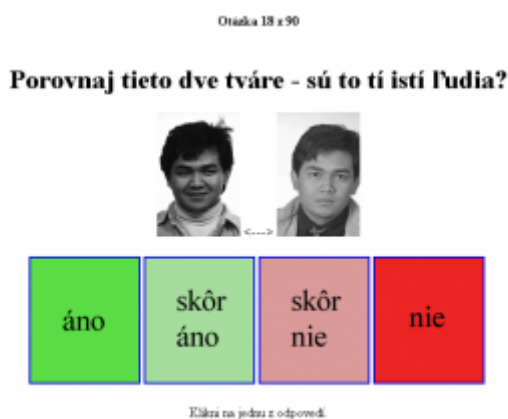 Otázka 18 z 90
Porovnaj tieto dve tváre - sú to tí istí ľudia?
<--->
áno
skôr
áno
skôr
nie
nie
Klikni na jednu z odpovedí